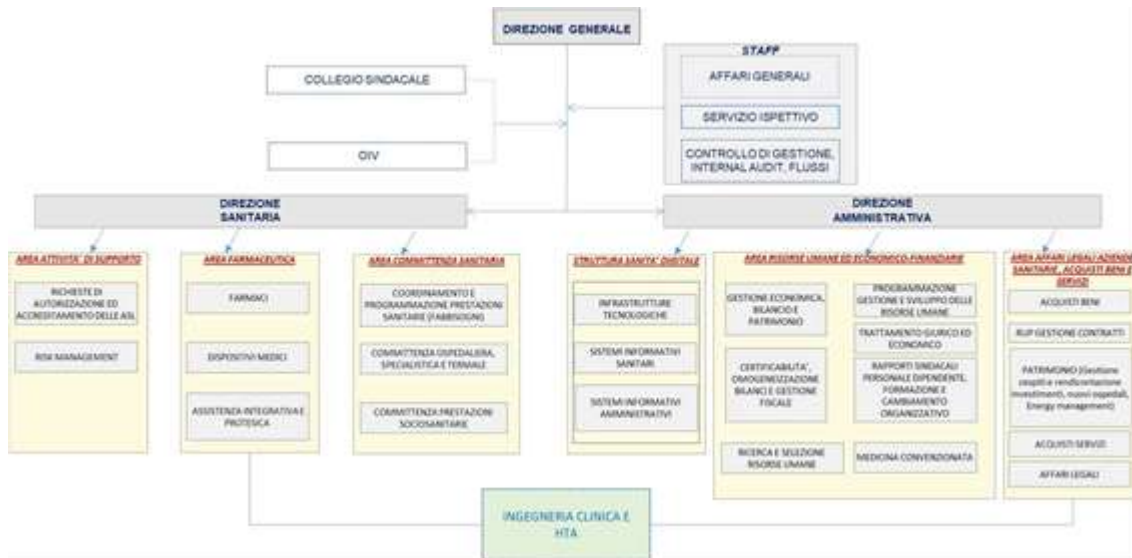 DIREZIONE GENERALE
STAFF
AFFARI GENERALI
SERVIZIO ISPETTIVO
CONTROLLO DI GESTIONE,
INTERNAL AUDIT, FLUSSI
COLLEGIO SINDACALE
OIV
DIREZIONE
SANITARIA
DIREZIONE
AMMINISTRATIVA
AREA ATTIVITA' DI SUPPORTO
RICHIESTE DI
AUTORIZZAZIONE ED
ACCREDITAMENTO DELLE ASL
RISK MANAGEMENT
AREA FARMACEUTICA
FARMACI
DISPOSITIVI MEDICI
ASSISTENZA INTEGRATIVA E
PROTESICA
AREA COMMITTENZA SANITARIA
COORDINAMENTO E
PROGRAMMAZIONE PRESTAZIONI
SANITARIE (FABBISOGNI)
COMMITTENZA OSPEDALIERA,
SPECIALISTICA E TERMALE
COMMITTENZA PRESTAZIONI
SOCIOSANITARIE
STRUTTURA SANITA' DIGITALE
INFRASTRUTTURE
TECNOLOGICHE
SISTEMI INFORMATIVI
SANITARI
SISTEMI INFORMATIVI
AMMINISTRATIVI
AREA RISORSE UMANE ED ECONOMICO-FINANZIARIE
GESTIONE ECONOMICA,
BILANCIO E
PATRIMONIO
CERTIFICABILITA',
OMOGENEIZZAZIONE
BILANCI E GESTIONE
FISCALE
RICERCA E SELEZIONE
RISORSE UMANE
PROGRAMMAZIONE
GESTIONE E SVILUPPO DELLE
RISORSE UMANE
TRATTAMENTO GIURICO ED
ECONOMICO
RAPPORTI SINDACALI
PERSONALE DIPENDENTE,
FORMAZIONE E
CAMBIAMENTO
ORGANIZZATIVO
MEDICINA CONVENZIONATA
AREA AFFARI LEGALI AZIENDE
SANITARIE, ACQUISTI BENI E
SERVIZI
ACQUISTI BENI
RUP GESTIONE CONTRATTI
PATRIMONIO (Gestione
cespiti e rendicontazione
investimenti, nuovi ospedali,
Energy management)
ACQUISTI SERVIZI
AFFARI LEGALI
INGEGNERIA CLINICA E
HTA